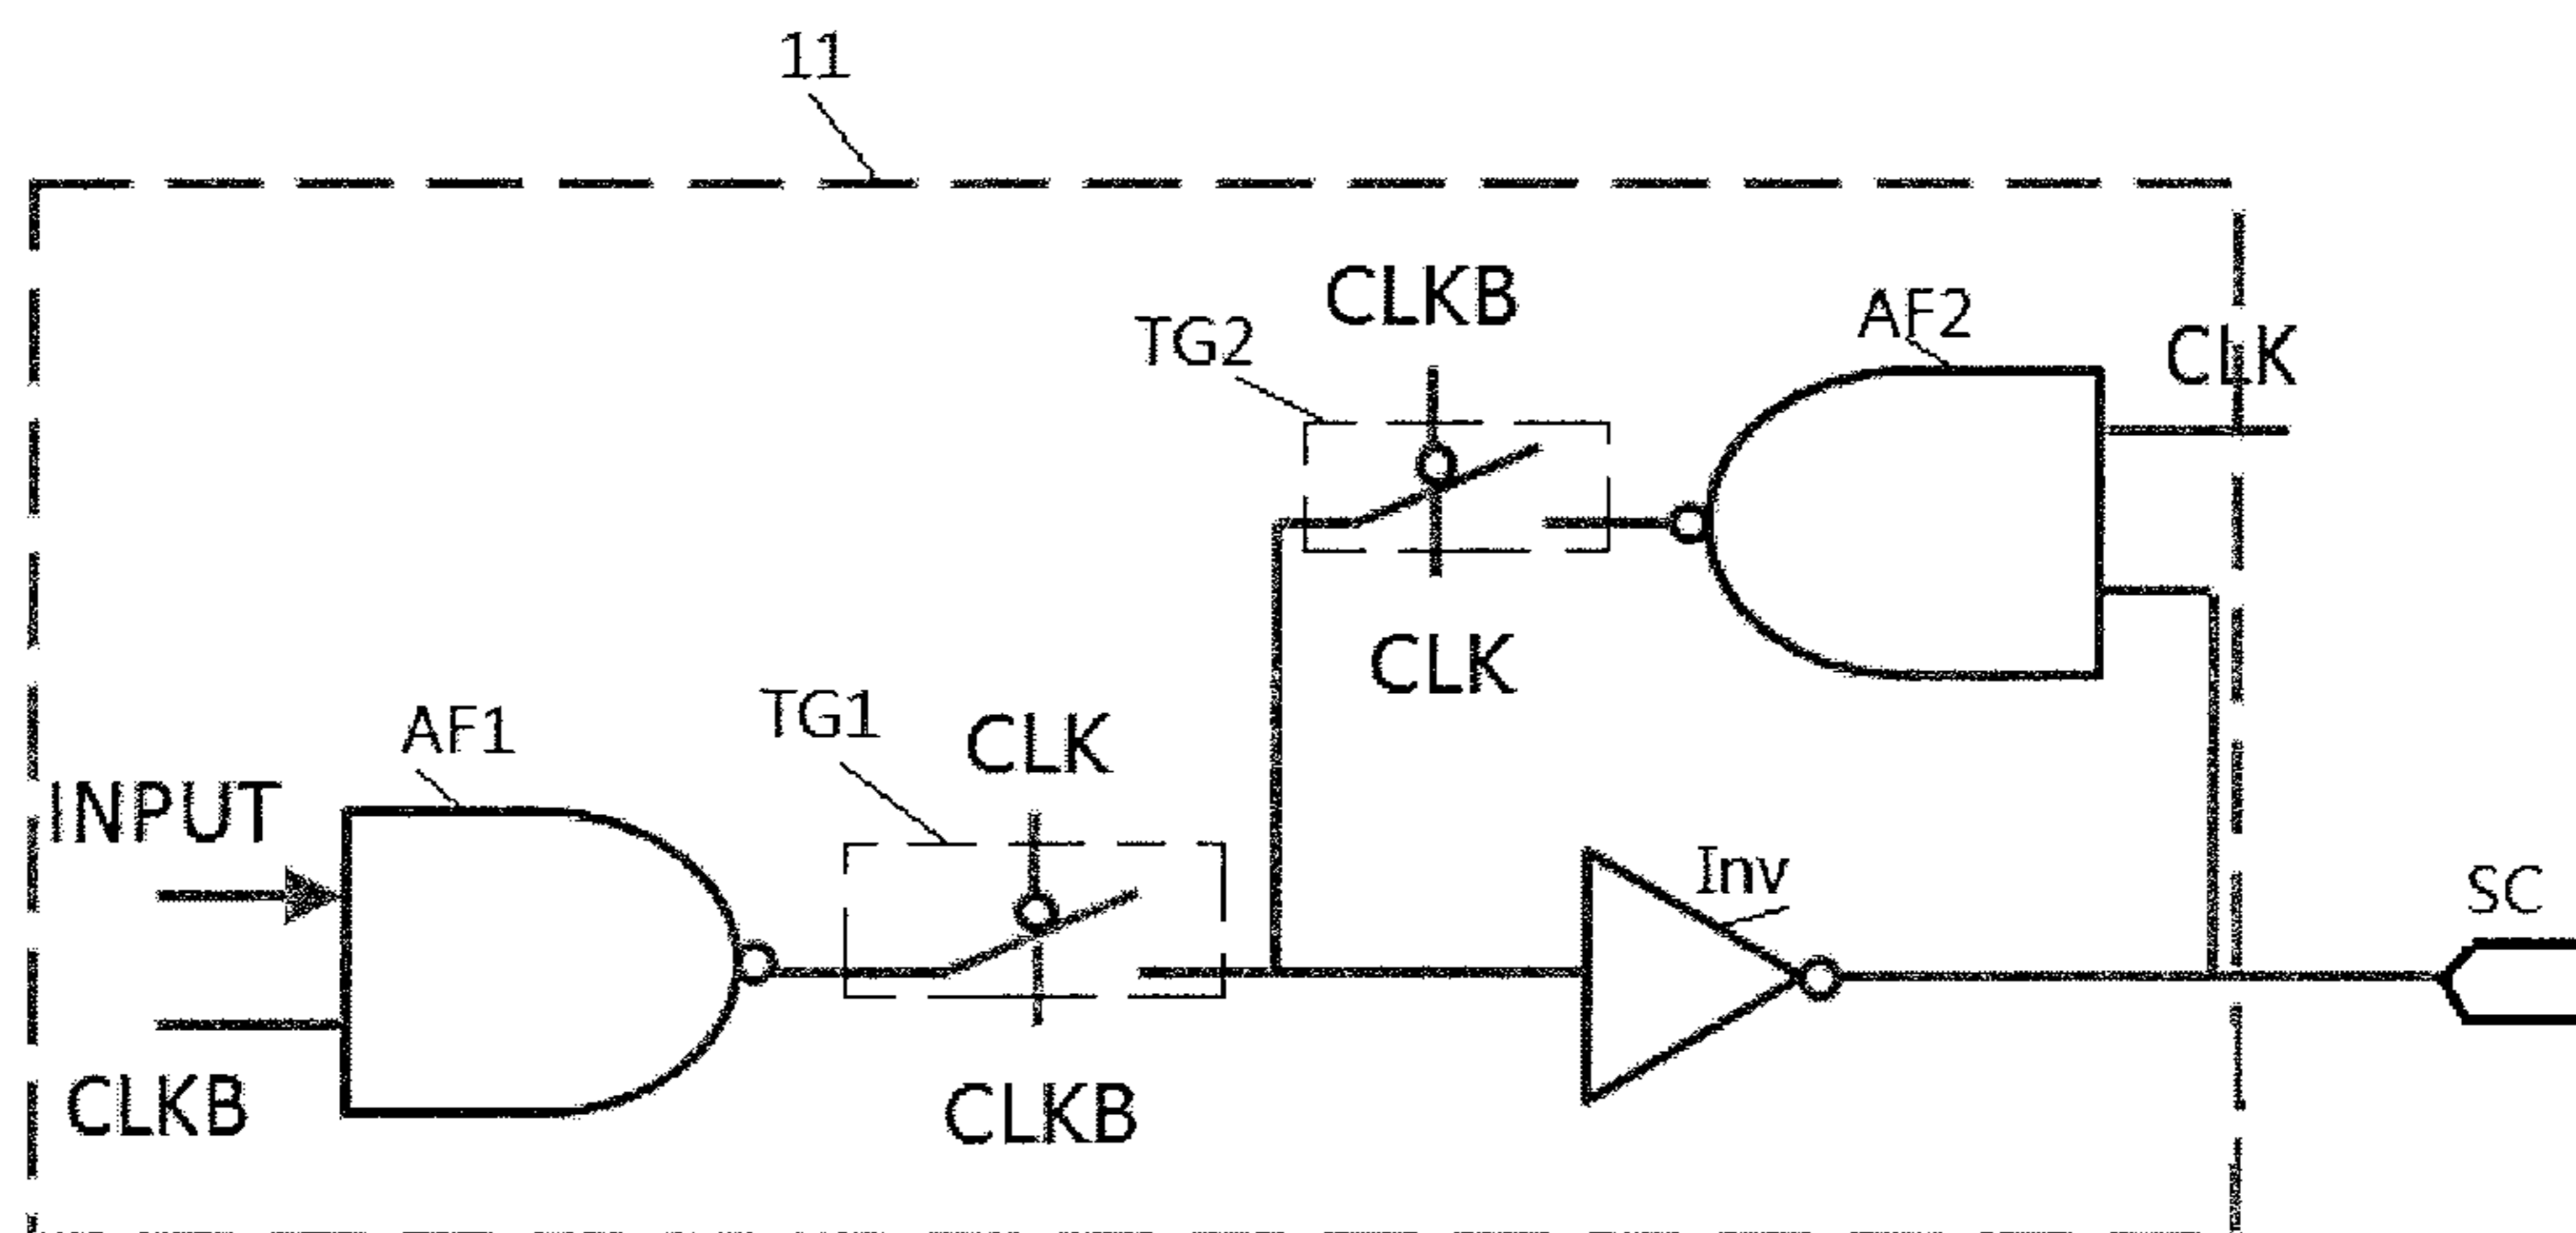 11
CLKB
AF2
TG2
CLK
CLK
TG1
AF1
CLK
INPUT
Inv
SC
CLKB
CLKB